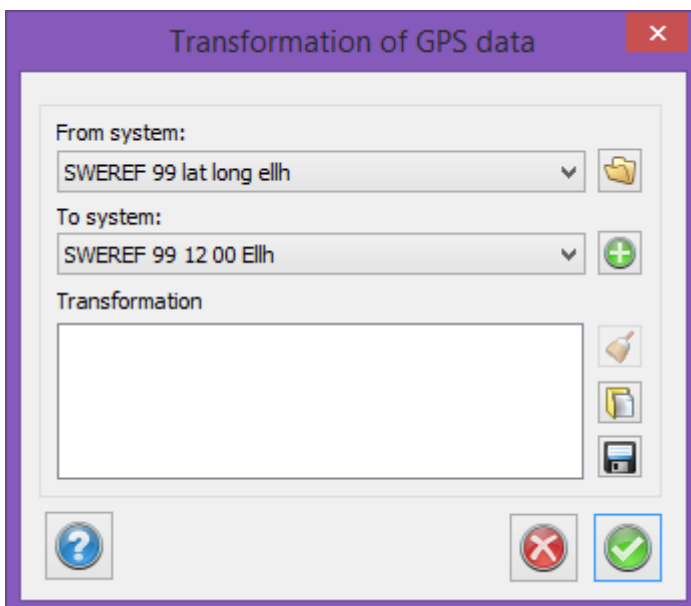 Transformation of GPS data
From system:
SWEREF 99 lat long ellh
To system:
SWEREF 99 12 00 Ellh
Transformation